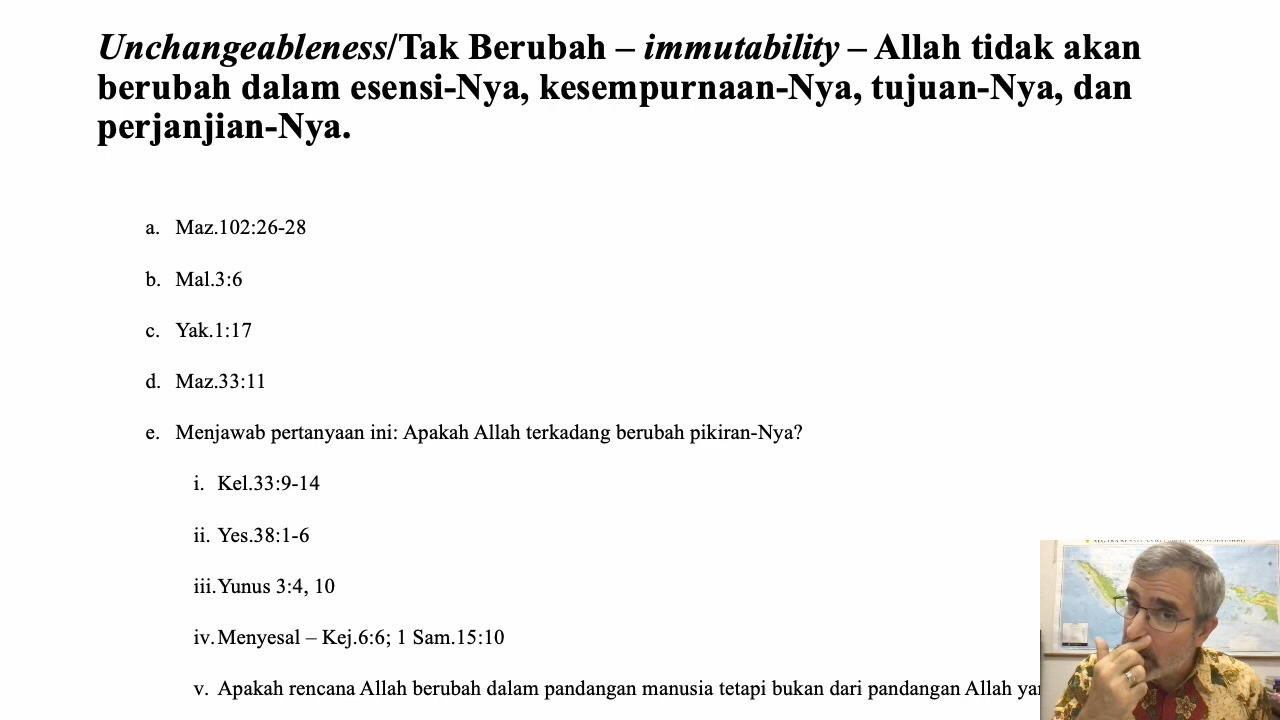 Unchangeableness/Tak Berubah – immutability – Allah tidak akan
berubah dalam esensi-Nya, kesempurnaan-Nya, tujuan-Nya, dan
perjanjian-Nya.
a. Maz.102:26-28
b. Mal.3:6
c. Yak.1:17
d. Maz.33:11
e. Menjawab pertanyaan ini: Apakah Allah terkadang berubah pikiran-Nya?
i. Kel.33:9-14
ii. Yes.38:1-6
iii. Yunus 3:4, 10
iv. Menyesal – Kej.6:6; 1 Sam.15:10
v. Apakah rencana Allah berubah dalam pandangan manusia tetapi bukan dari pandangan Allah